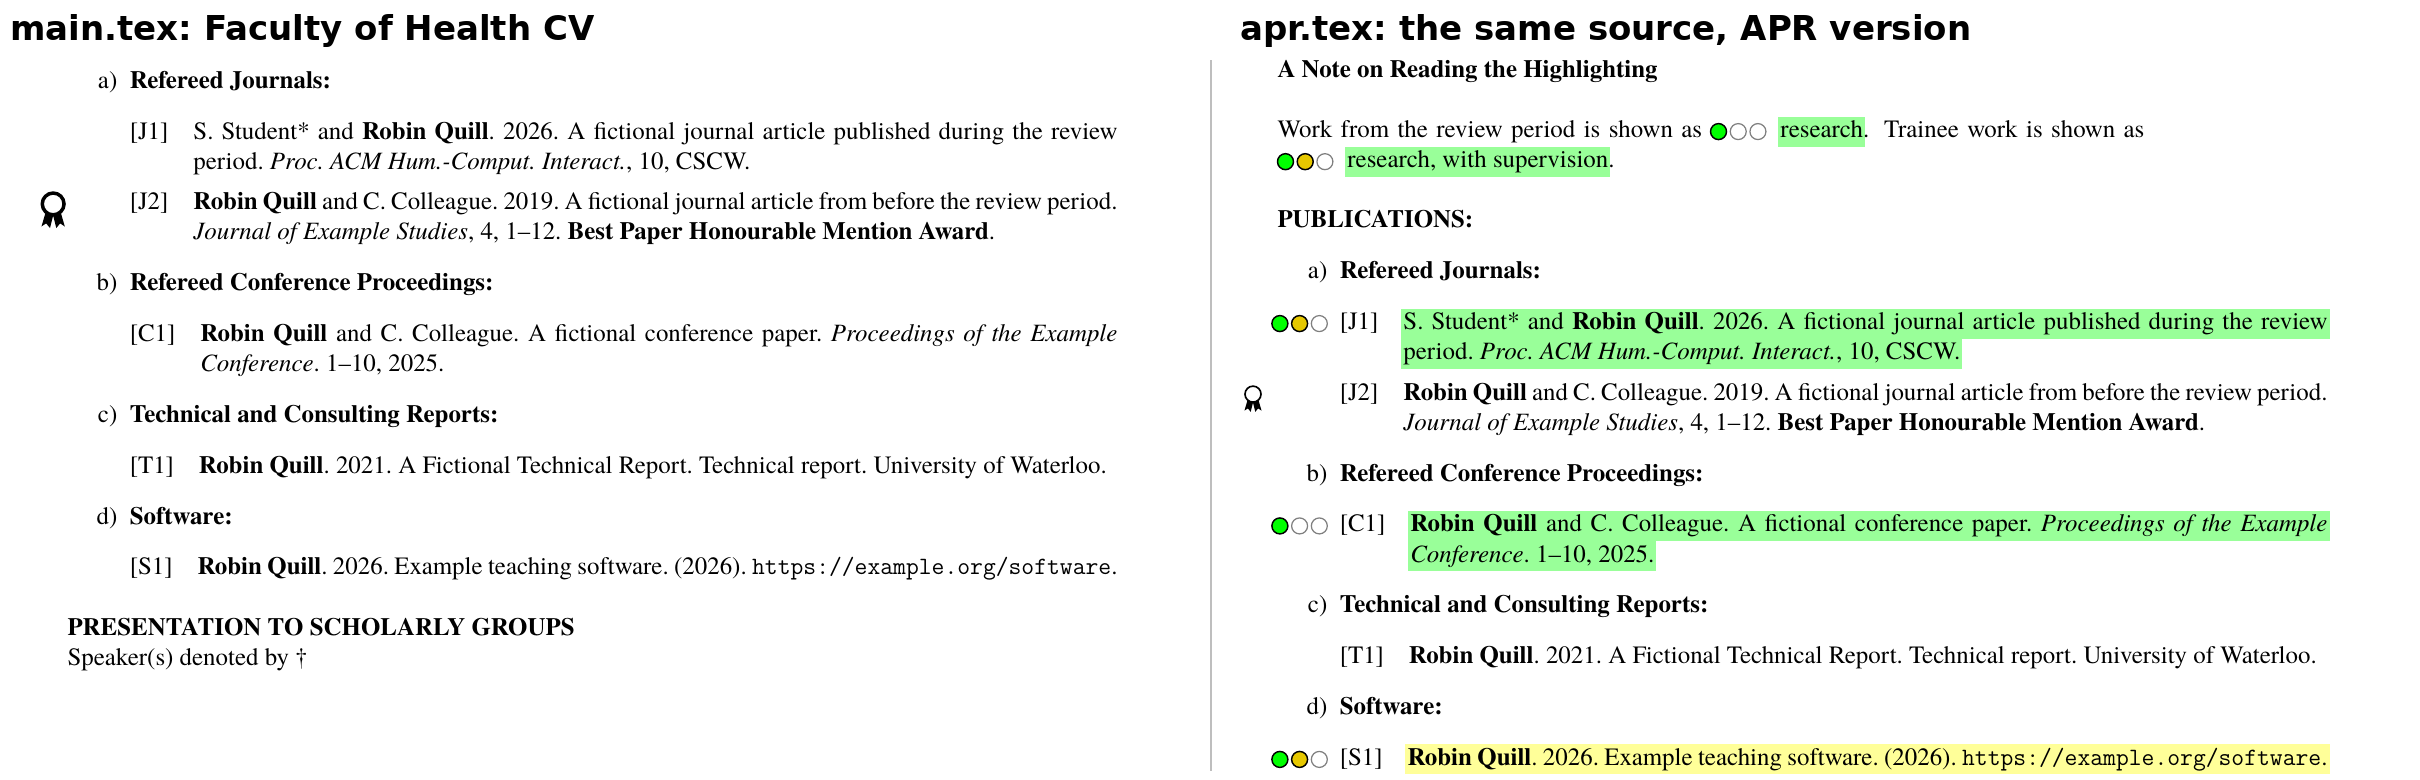 main.tex: Faculty of Health CV
a) Refereed Journals:
[J1] S. Student* and Robin Quill. 2026. A fictional journal article published during the review
period. Proc. ACM Hum.-Comput. Interact., 10, CSCW.
[J2] Robin Quill and C. Colleague. 2019. A fictional journal article from before the review period.
Journal of Example Studies, 4, 1–12. Best Paper Honourable Mention Award.
b) Refereed Conference Proceedings:
[C1] Robin Quill and C. Colleague. A fictional conference paper. Proceedings of the Example
Conference. 1–10, 2025.
c) Technical and Consulting Reports:
[T1] Robin Quill. 2021. A Fictional Technical Report. Technical report. University of Waterloo.
d) Software:
[S1] Robin Quill. 2026. Example teaching software. (2026). https://example.org/software.
PRESENTATION TO SCHOLARLY GROUPS
Speaker(s) denoted by †
apr.tex: the same source, APR version
A Note on Reading the Highlighting
Work from the review period is shown as research. Trainee work is shown as
research, with supervision.
PUBLICATIONS:
a) Refereed Journals:
[J1] S. Student* and Robin Quill. 2026. A fictional journal article published during the review
period. Proc. ACM Hum.-Comput. Interact., 10, CSCW.
[J2] Robin Quill and C. Colleague. 2019. A fictional journal article from before the review period.
Journal of Example Studies, 4, 1–12. Best Paper Honourable Mention Award.
b) Refereed Conference Proceedings:
[C1] Robin Quill and C. Colleague. A fictional conference paper. Proceedings of the Example
Conference. 1–10, 2025.
c) Technical and Consulting Reports:
[T1] Robin Quill. 2021. A Fictional Technical Report. Technical report. University of Waterloo.
d) Software:
[S1] Robin Quill. 2026. Example teaching software. (2026). https://example.org/software.